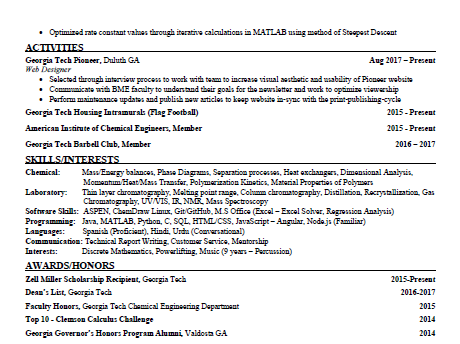 • Optimized rate constant values through iterative calculations in MATLAB using method of Steepest Descent
ACTIVITIES
Georgia Tech Pioneer, Duluth GA Aug 2017 – Present
Web Designer
• Selected through interview process to work with team to increase visual aesthetic and usability of Pioneer website
• Communicate with BME faculty to understand their goals for the newsletter and work to optimize viewership
• Perform maintenance updates and publish new articles to keep website in-sync with the print-publishing-cycle
Georgia Tech Housing Intramurals (Flag Football) 2015 - Present
American Institute of Chemical Engineers, Member 2015 - Present
Georgia Tech Barbell Club, Member 2016 – 2017
SKILLS/INTERESTS
Chemical: Mass/Energy balances, Phase Diagrams, Separation processes, Heat exchangers, Dimensional Analysis,
Momentum/Heat/Mass Transfer, Polymerization Kinetics, Material Properties of Polymers
Laboratory: Thin layer chromatography, Melting point range, Column chromatography, Distillation, Recrystallization, Gas
Chromatography, UV/VIS, IR, NMR, Mass Spectroscopy
Software Skills: ASPEN, ChemDraw Linux, Git/GitHub, M.S Office (Excel – Excel Solver, Regression Analysis)
Programming: Java, MATLAB, Python, C, SQL, HTML/CSS, JavaScript – Angular, Node.js (Familiar)
Languages: Spanish (Proficient), Hindi, Urdu (Conversational)
Communication: Technical Report Writing, Customer Service, Mentorship
Interests: Discrete Mathematics, Powerlifting, Music (9 years – Percussion)
AWARDS/HONORS
Zell Miller Scholarship Recipient, Georgia Tech 2015-Present
Dean's List, Georgia Tech 2016-2017
Faculty Honors, Georgia Tech Chemical Engineering Department 2015
Top 10 - Clemson Calculus Challenge 2014
Georgia Governor's Honors Program Alumni, Valdosta GA 2014